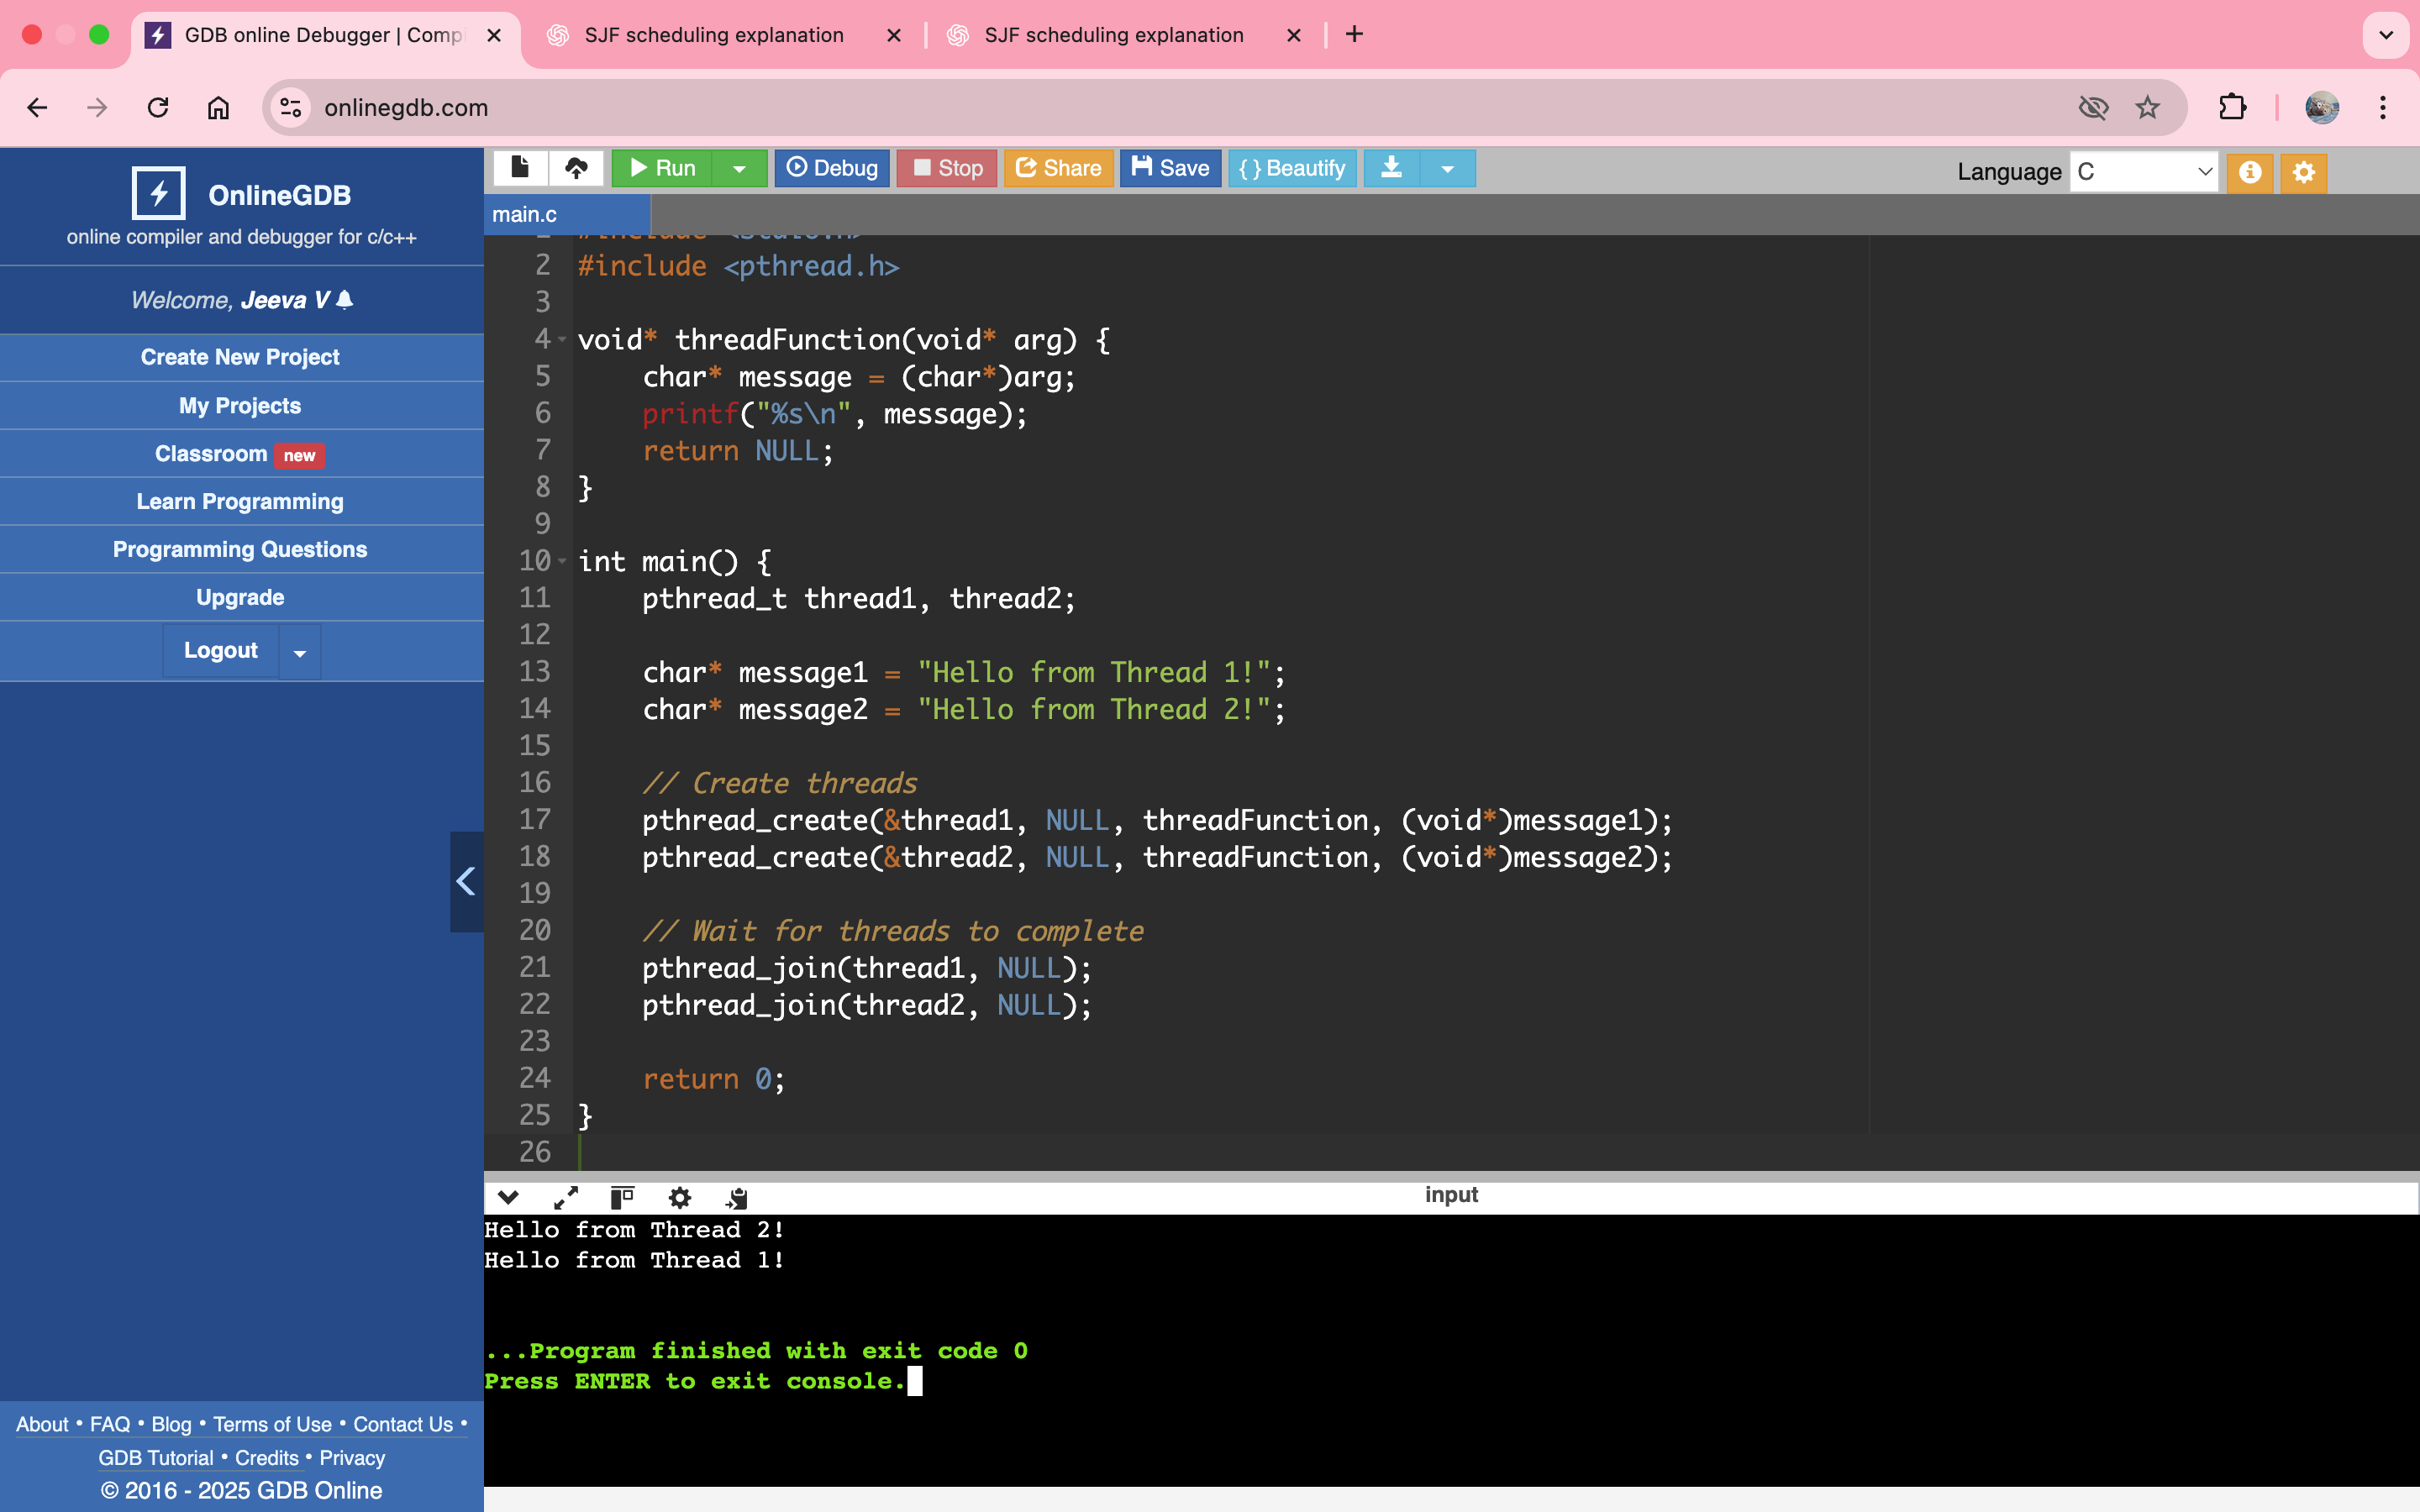 GDB online Debugger | Comp
SJF scheduling explanation
SJF scheduling explanation
onlinegdb.com
OnlineGDB
online compiler and debugger for c/c++
Welcome, Jeeva V
Create New Project
My Projects
Classroom new
Learn Programming
Programming Questions
Upgrade
Logout
About • FAQ • Blog • Terms of Use • Contact Us •
GDB Tutorial • Credits • Privacy
© 2016 - 2025 GDB Online
Run Debug Stop Share Save { } Beautify
Language C
main.c
1 #include <stdio.h>
2 #include <pthread.h>
3
4 void* threadFunction(void* arg) {
5     char* message = (char*)arg;
6     printf("%s\n", message);
7     return NULL;
8 }
9
10 int main() {
11     pthread_t thread1, thread2;
12
13     char* message1 = "Hello from Thread 1!";
14     char* message2 = "Hello from Thread 2!";
15
16     // Create threads
17     pthread_create(&thread1, NULL, threadFunction, (void*)message1);
18     pthread_create(&thread2, NULL, threadFunction, (void*)message2);
19
20     // Wait for threads to complete
21     pthread_join(thread1, NULL);
22     pthread_join(thread2, NULL);
23
24     return 0;
25 }
26
input
Hello from Thread 2!
Hello from Thread 1!
...Program finished with exit code 0
Press ENTER to exit console.